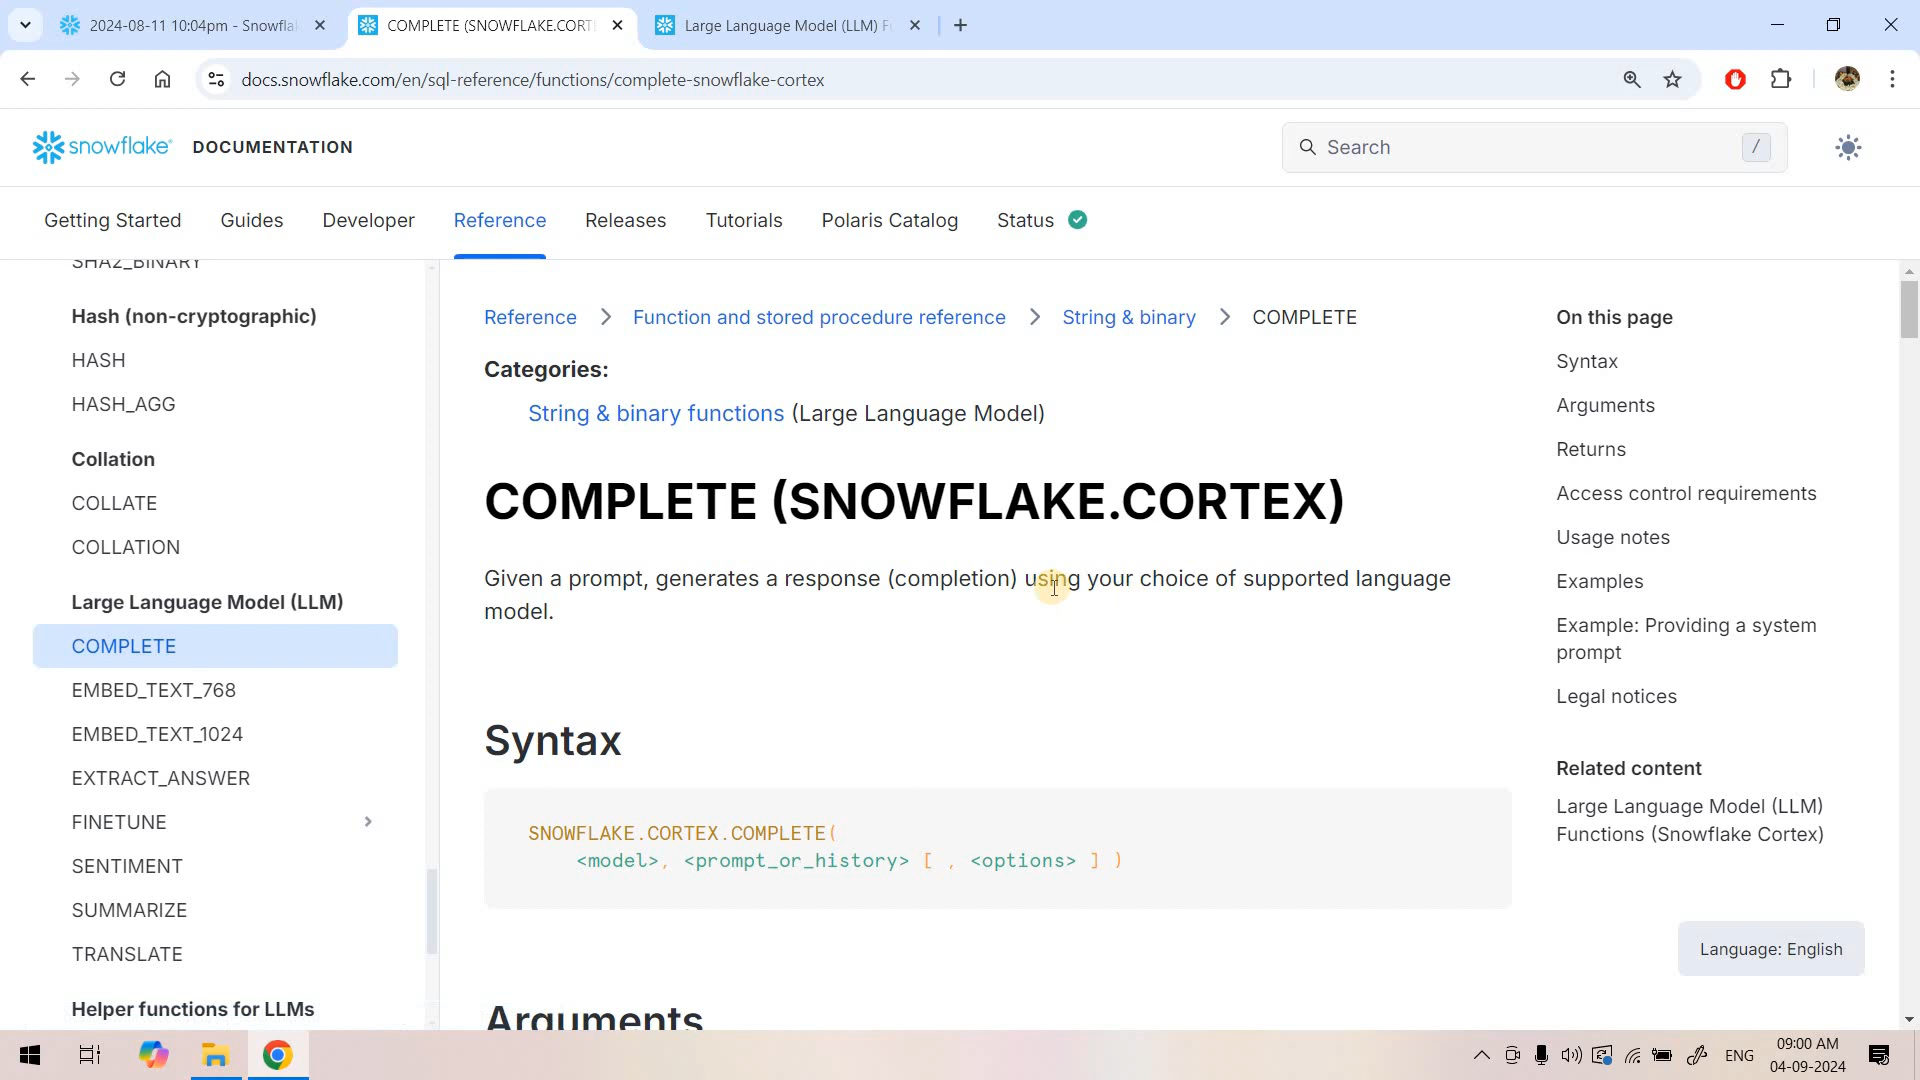 2024-08-11 10:04pm - Snowfla
COMPLETE (SNOWFLAKE.CORT
Large Language Model (LLM) F
docs.snowflake.com/en/sql-reference/functions/complete-snowflake-cortex
snowflake DOCUMENTATION
Search /
Getting Started Guides Developer Reference Releases Tutorials Polaris Catalog Status
SHA2_BINARY
Hash (non-cryptographic)
HASH
HASH_AGG
Collation
COLLATE
COLLATION
Large Language Model (LLM)
COMPLETE
EMBED_TEXT_768
EMBED_TEXT_1024
EXTRACT_ANSWER
FINETUNE
SENTIMENT
SUMMARIZE
TRANSLATE
Helper functions for LLMs
Reference > Function and stored procedure reference > String & binary > COMPLETE
Categories:
String & binary functions (Large Language Model)
COMPLETE (SNOWFLAKE.CORTEX)
Given a prompt, generates a response (completion) using your choice of supported language
model.
Syntax
SNOWFLAKE.CORTEX.COMPLETE(
<model>, <prompt_or_history> [ , <options> ] )
Arguments
On this page
Syntax
Arguments
Returns
Access control requirements
Usage notes
Examples
Example: Providing a system
prompt
Legal notices
Related content
Large Language Model (LLM)
Functions (Snowflake Cortex)
Language: English
ENG
09:00 AM
04-09-2024